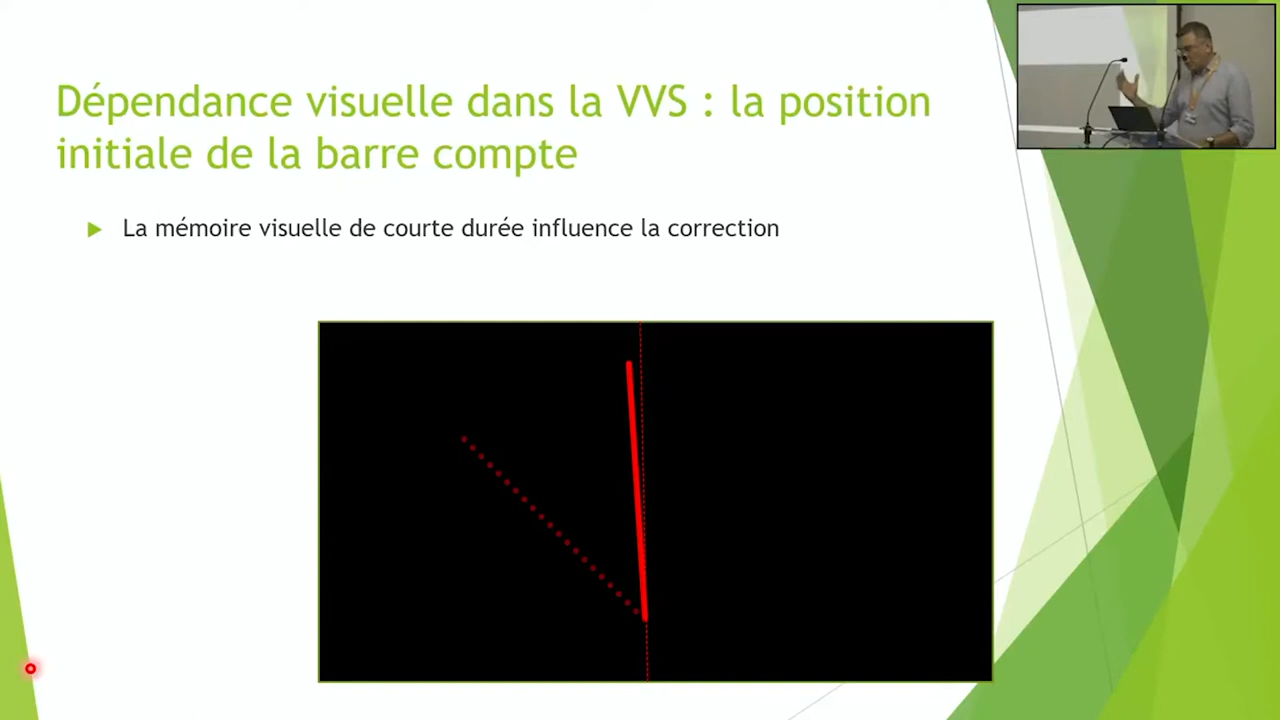 Dépendance visuelle dans la VVS : la position
initiale de la barre compte
La mémoire visuelle de courte durée influence la correction